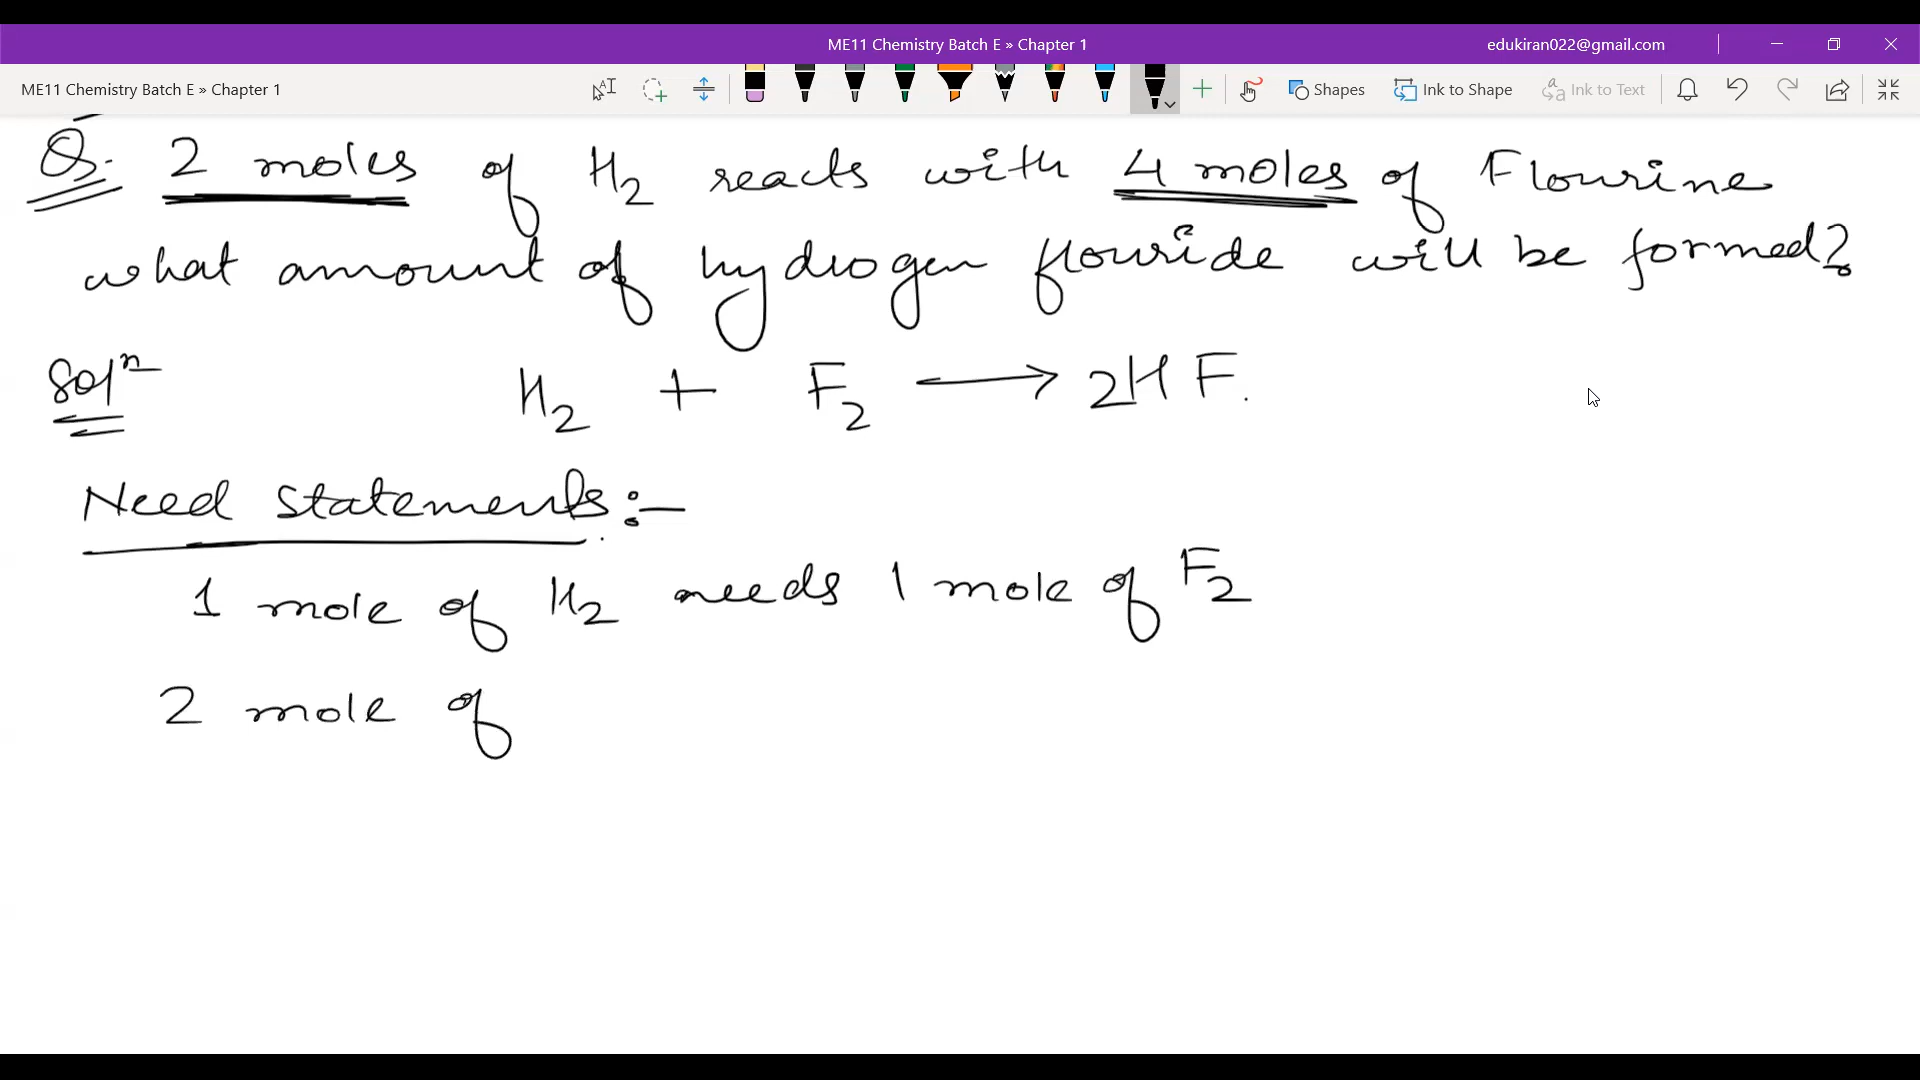 ME11 Chemistry Batch E » Chapter 1
edukiran022@gmail.com
ME11 Chemistry Batch E » Chapter 1
Shapes
Ink to Shape
Ink to Text
Q. 2 moles of H₂ reacts with 4 moles of Flourine
what amount of hydrogen flouride will be formed?
Solⁿ H₂ + F₂ ⟶ 2HF.
Need Statements :-
1 mole of H₂ needs 1 mole of F₂
2 mole of